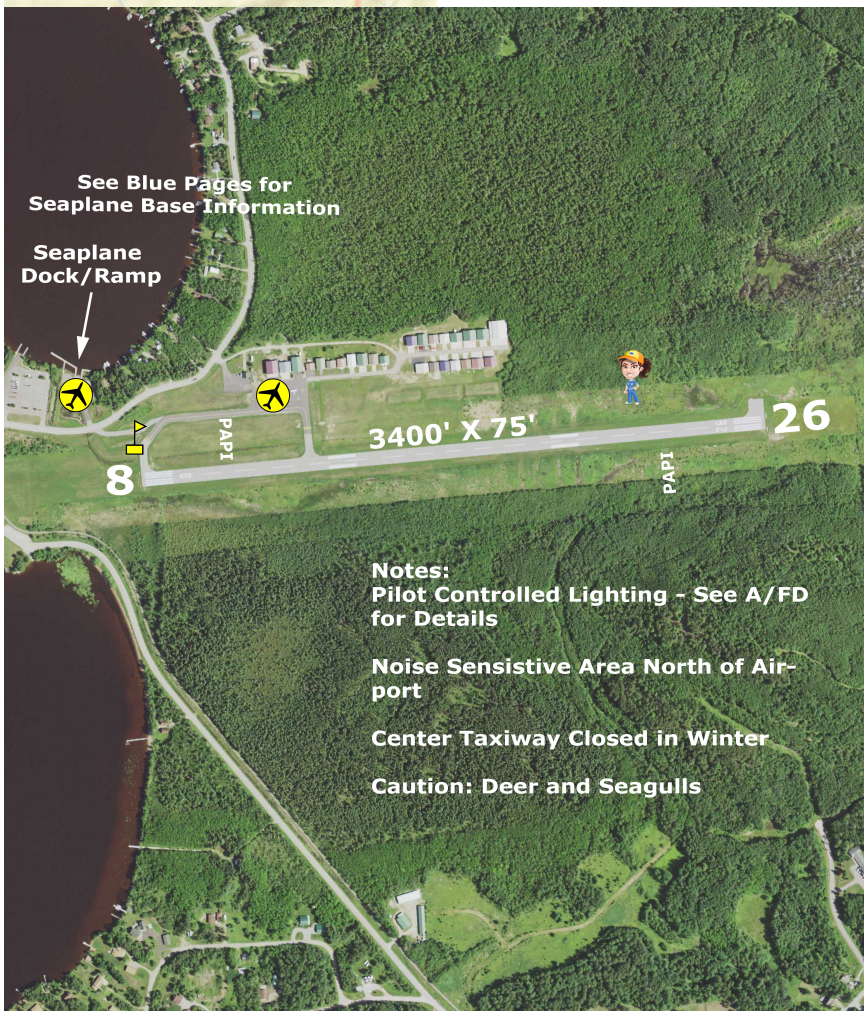 See Blue Pages for
Seaplane Base Information
Seaplane
Dock/Ramp
PAPI
3400' X 75'
26
8
PAPI
Notes:
Pilot Controlled Lighting - See A/FD
for Details
Noise Sensistive Area North of Air-
port
Center Taxiway Closed in Winter
Caution: Deer and Seagulls